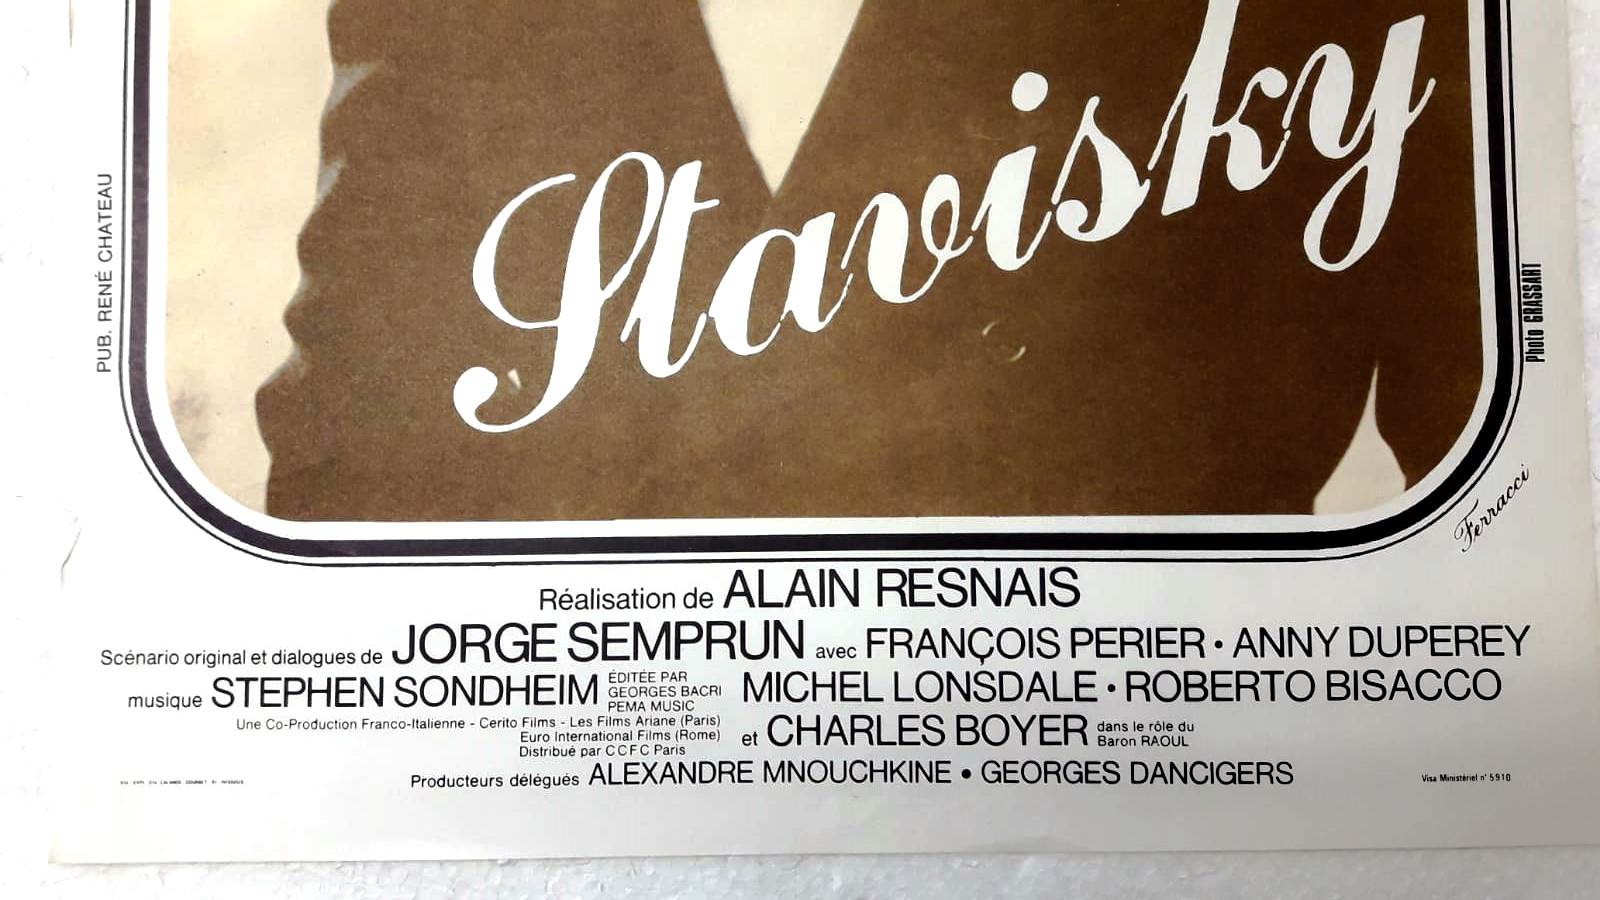 Stavisky
PUB. RENÉ CHATEAU
Photo GRASSART
Ferracci
Réalisation de ALAIN RESNAIS
Scénario original et dialogues de JORGE SEMPRUN avec FRANÇOIS PERIER · ANNY DUPEREY
musique STEPHEN SONDHEIM ÉDITÉE PAR GEORGES BACRI PEMA MUSIC MICHEL LONSDALE · ROBERTO BISACCO
Une Co-Production Franco-Italienne - Cerito Films - Les Films Ariane (Paris)
Euro International Films (Rome)
Distribué par CCFC Paris
et CHARLES BOYER dans le rôle du Baron RAOUL
Producteurs délégués ALEXANDRE MNOUCHKINE • GEORGES DANCIGERS
Visa Ministériel n° 5910